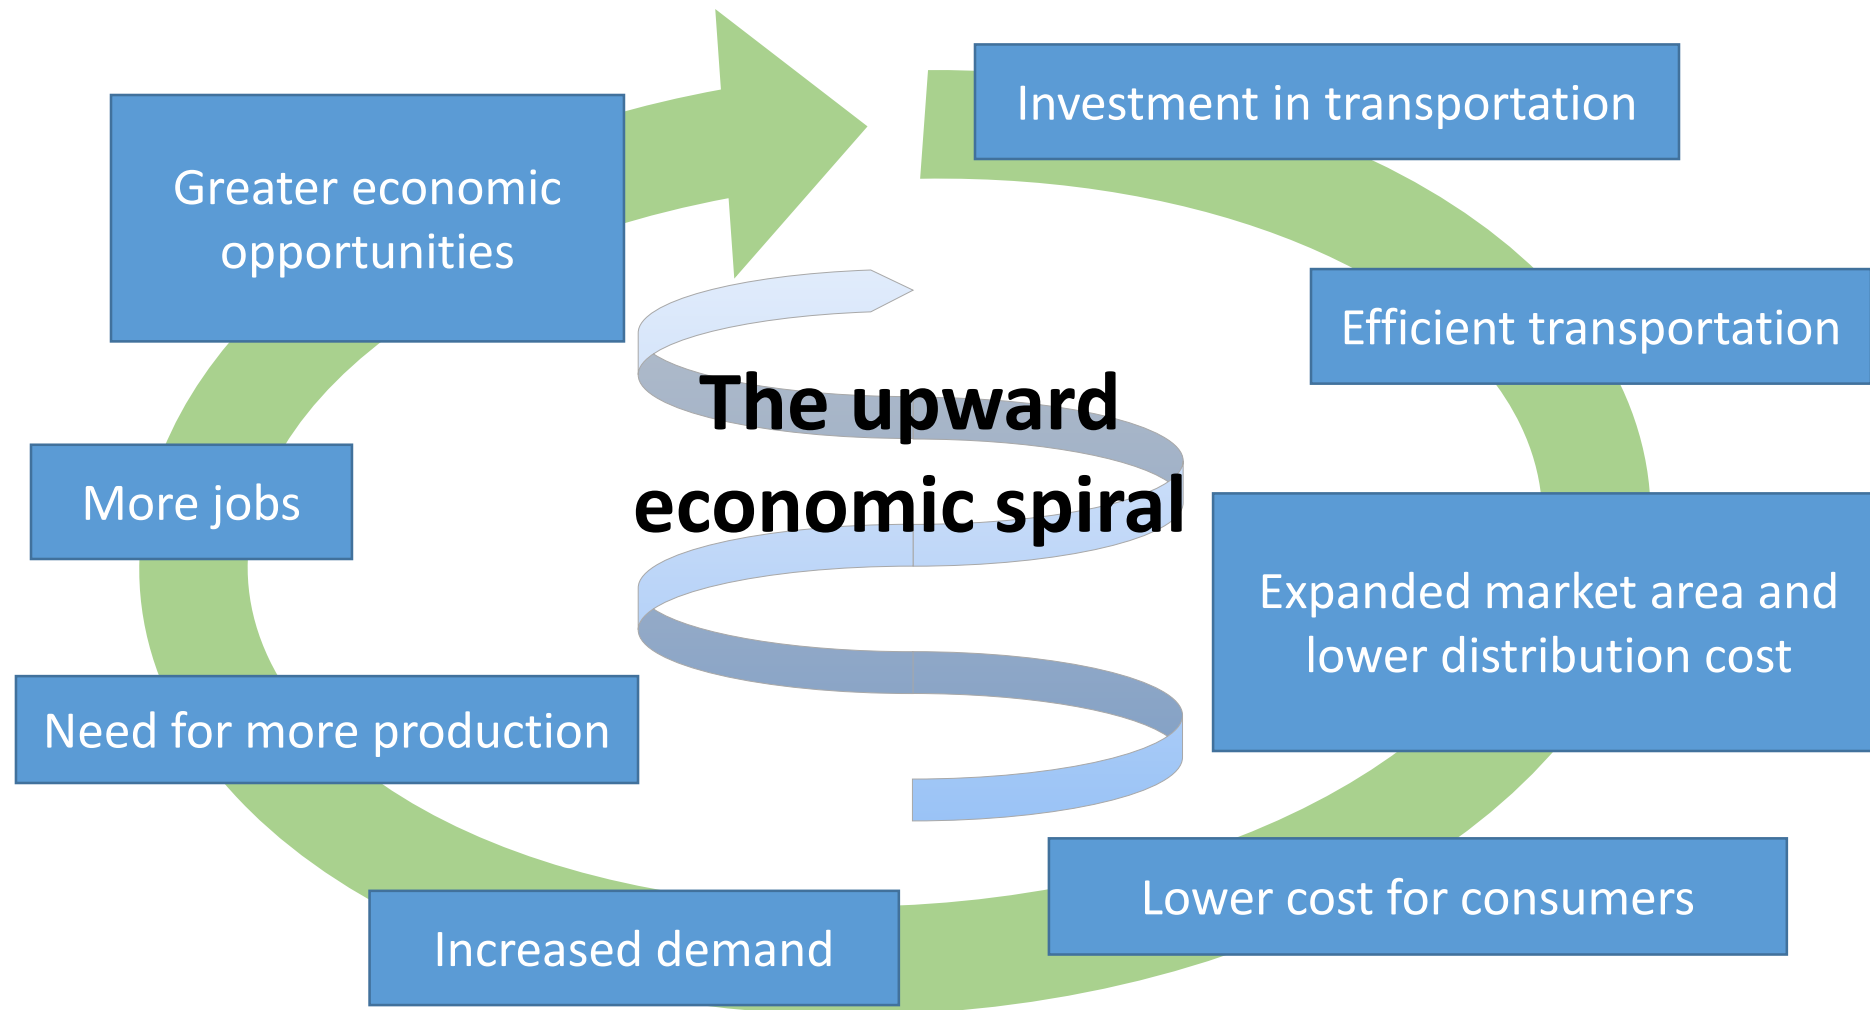 Investment in transportation
Efficient transportation
Expanded market area and
lower distribution cost
Lower cost for consumers
Increased demand
Need for more production
More jobs
Greater economic
opportunities
The upward
economic spiral